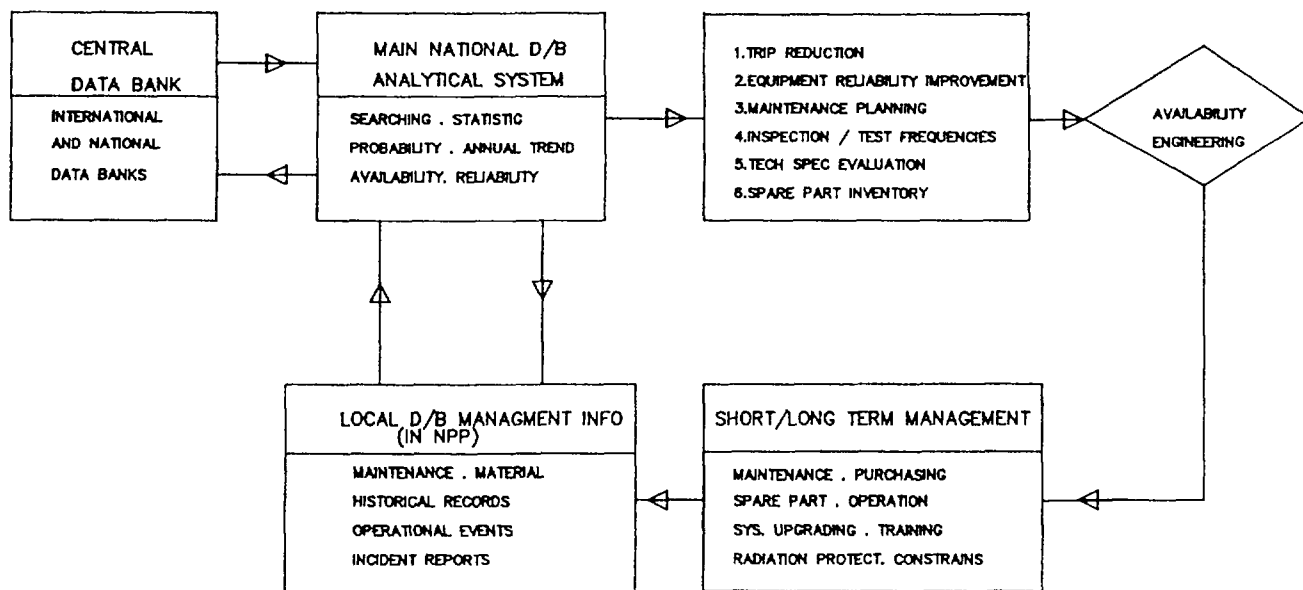 CENTRAL
DATA BANK
INTERNATIONAL
AND NATIONAL
DATA BANKS
MAIN NATIONAL D/B
ANALYTICAL SYSTEM
SEARCHING . STATISTIC
PROBABILITY . ANNUAL TREND
AVAILABILITY. RELIABILITY
1.TRIP REDUCTION
2.EQUIPMENT RELIABILITY IMPROVEMENT
3.MAINTENANCE PLANNING
4.INSPECTION / TEST FREQUENCIES
5.TECH SPEC EVALUATION
6.SPARE PART INVENTORY
AVAILABILITY
ENGINEERING
LOCAL D/B MANAGMENT INFO
(IN NPP)
MAINTENANCE . MATERIAL
HISTORICAL RECORDS
OPERATIONAL EVENTS
INCIDENT REPORTS
SHORT/LONG TERM MANAGEMENT
MAINTENANCE . PURCHASING
SPARE PART . OPERATION
SYS. UPGRADING . TRAINING
RADIATION PROTECT. CONSTRAINS